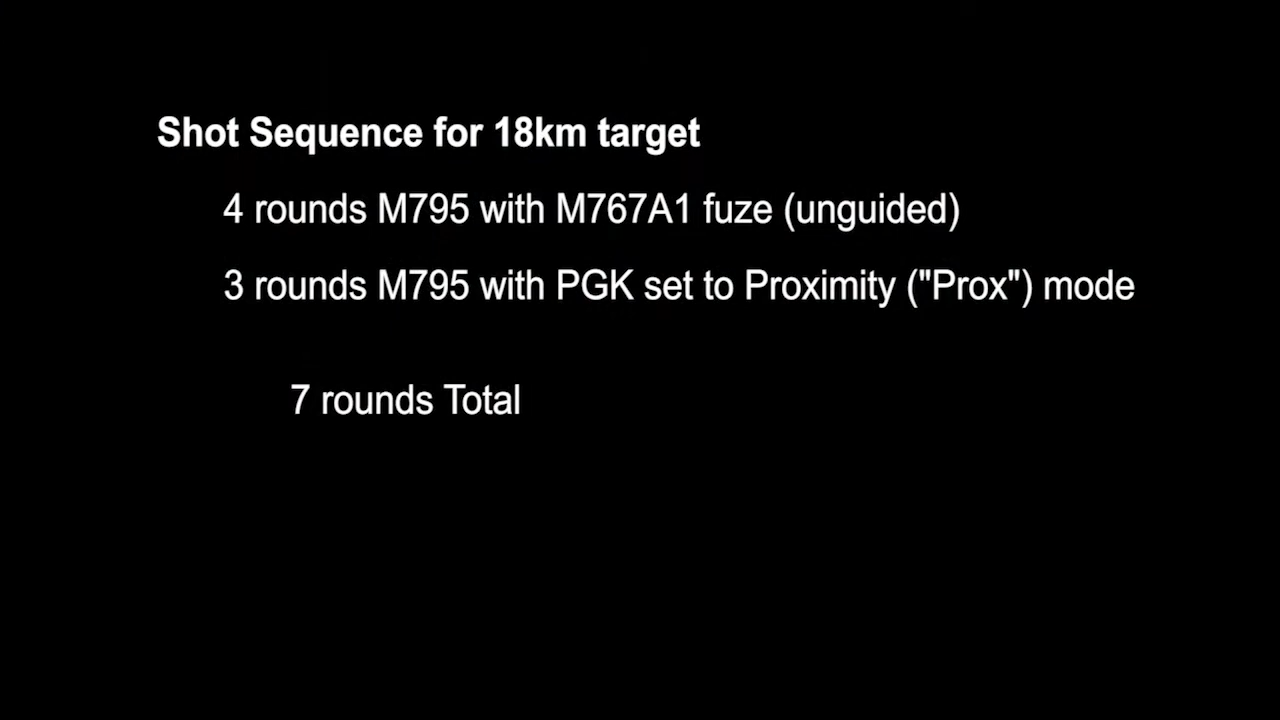 Shot Sequence for 18km target
4 rounds M795 with M767A1 fuze (unguided)
3 rounds M795 with PGK set to Proximity ("Prox") mode
7 rounds Total